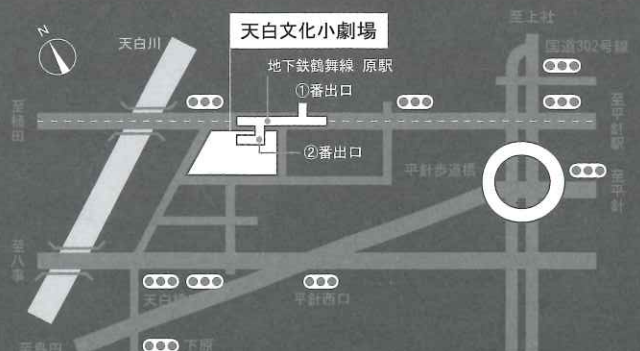 N
天白川
天白文化小劇場
至上社
国道302号線
地下鉄鶴舞線 原駅
①番出口
至植田
至平針駅
②番出口
平針歩道橋
至平針
至八事
平針西口
下原